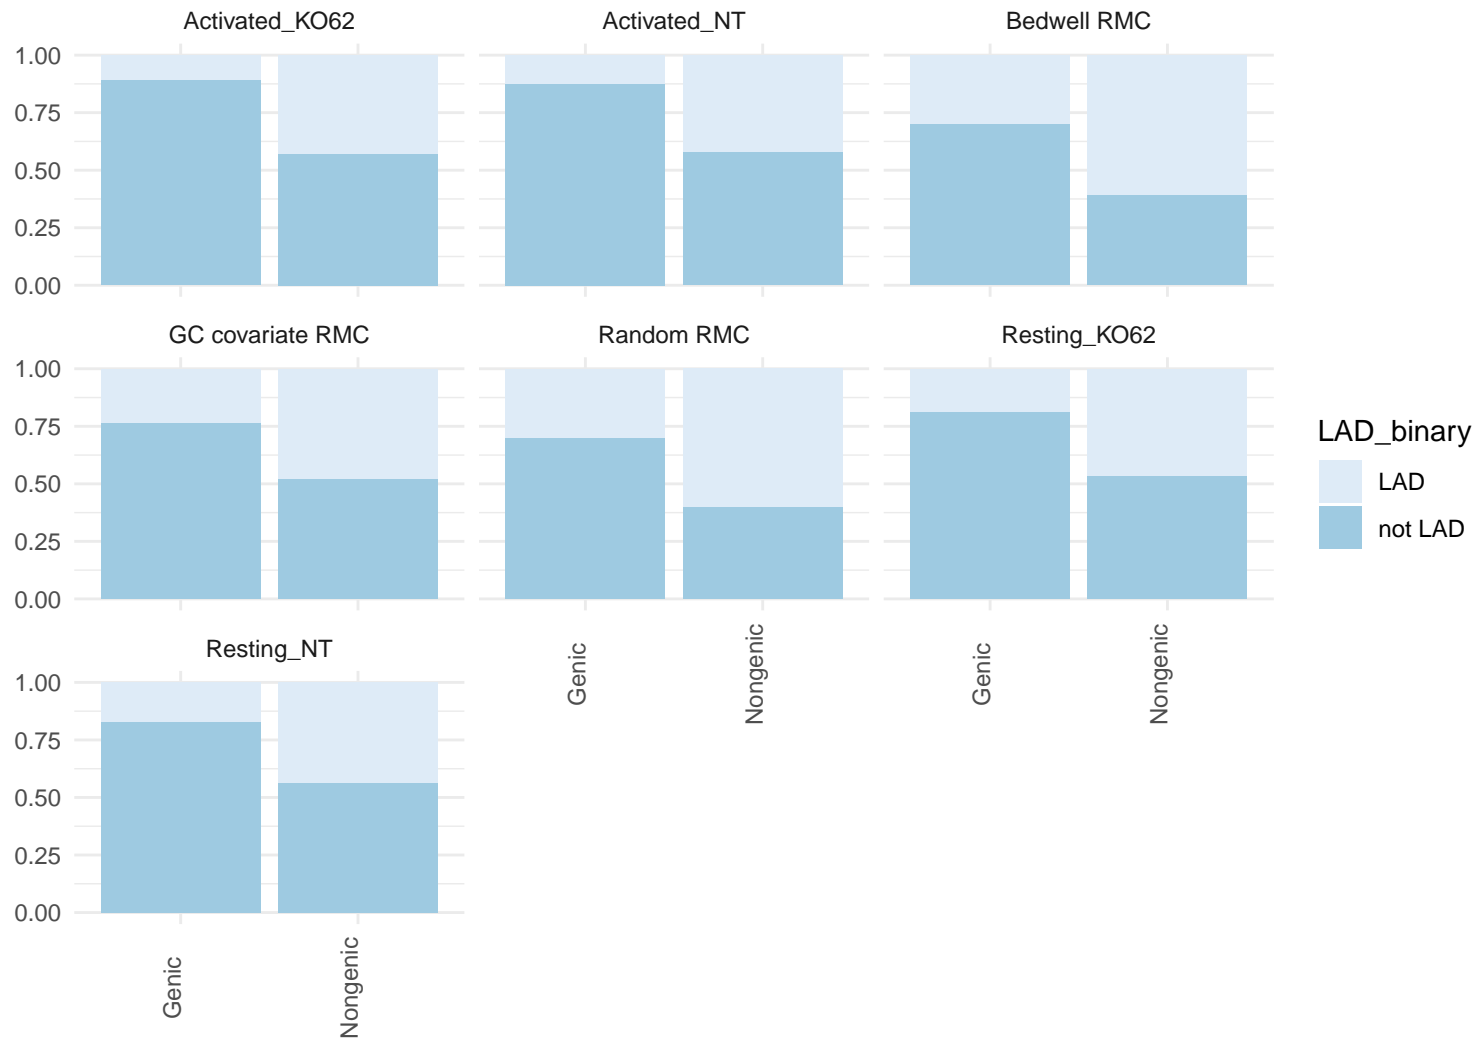 Activated_KO62
Activated_NT
Bedwell RMC
1.00
0.75
0.50
0.25
0.00
GC covariate RMC
Random RMC
Resting_KO62
1.00
0.75
0.50
0.25
0.00
LAD_binary
LAD
not LAD
Resting_NT
Genic
Nongenic
Genic
Nongenic
1.00
0.75
0.50
0.25
0.00
Genic
Nongenic